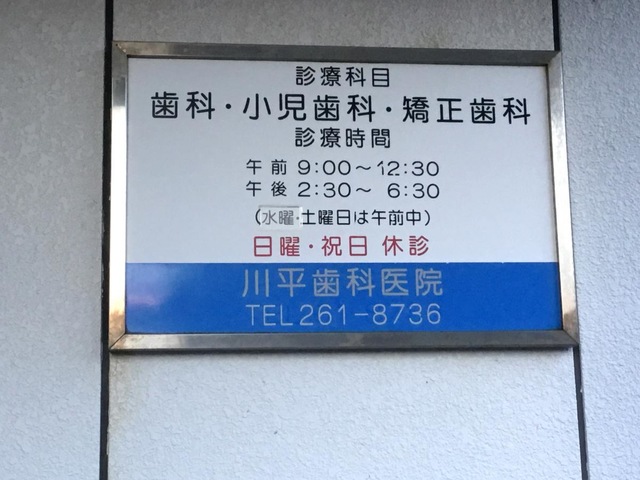 診療科目
歯科・小児歯科・矯正歯科
診療時間
午前 9:00～12:30
午後 2:30～ 6:30
(水曜・土曜日は午前中)
日曜・祝日 休診
川平歯科医院
TEL261-8736